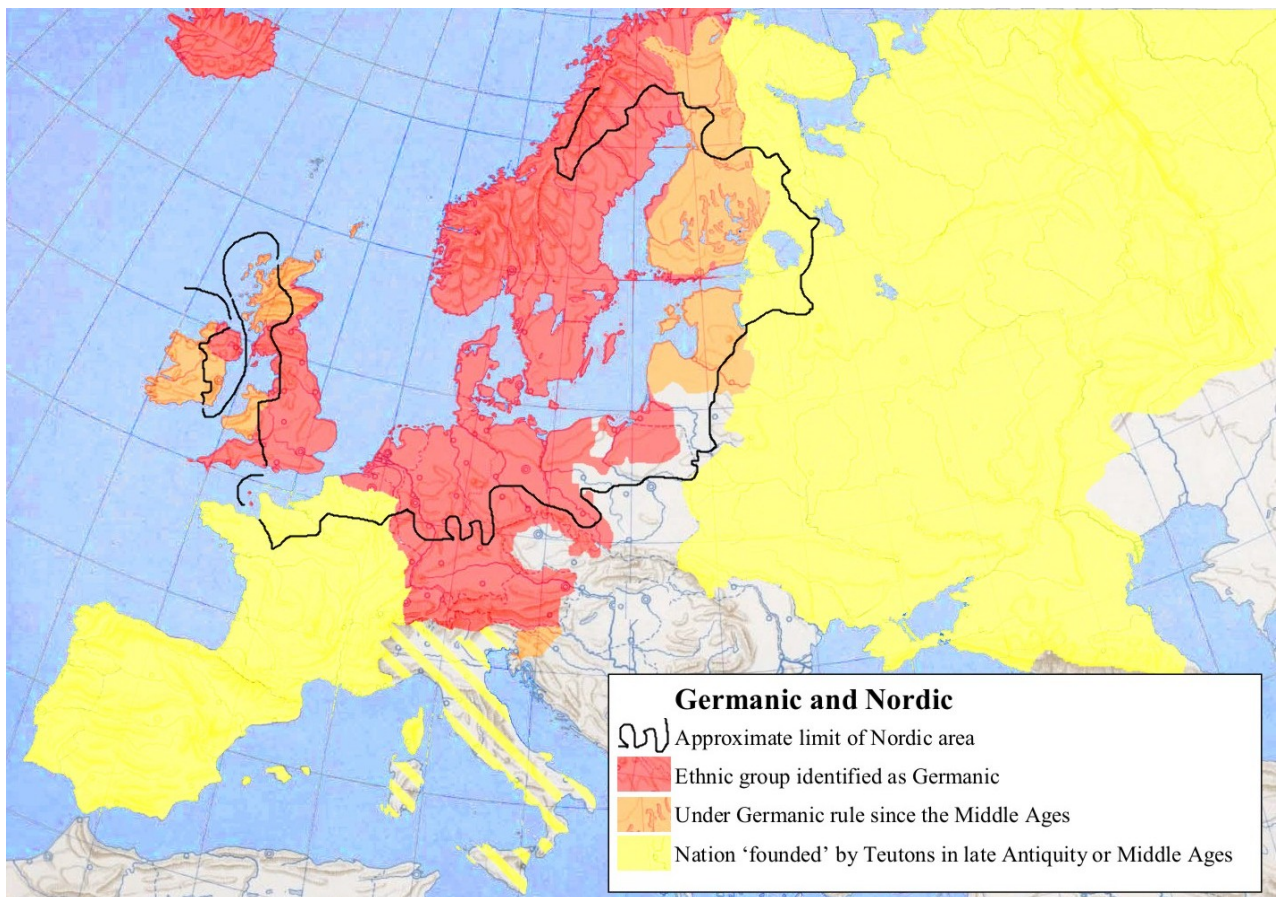 Germanic and Nordic
Approximate limit of Nordic area
Ethnic group identified as Germanic
Under Germanic rule since the Middle Ages
Nation ‘founded’ by Teutons in late Antiquity or Middle Ages